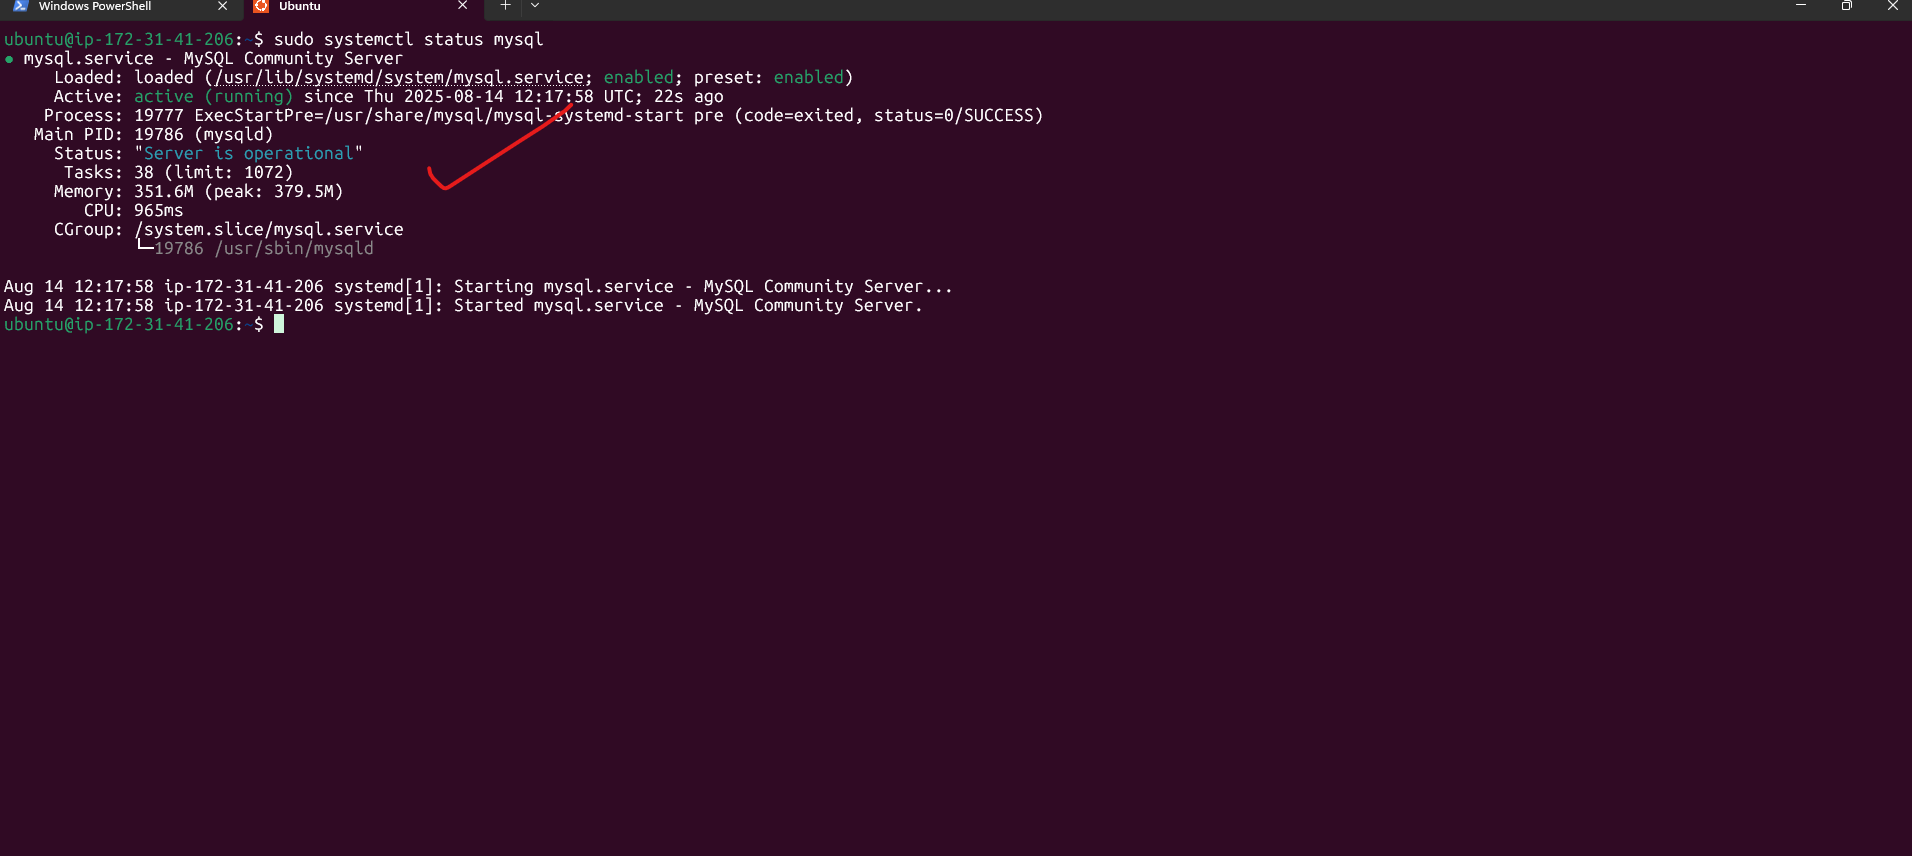 Windows PowerShell
Ubuntu
ubuntu@ip-172-31-41-206:~$ sudo systemctl status mysql
● mysql.service - MySQL Community Server
Loaded: loaded (/usr/lib/systemd/system/mysql.service; enabled; preset: enabled)
Active: active (running) since Thu 2025-08-14 12:17:58 UTC; 22s ago
Process: 19777 ExecStartPre=/usr/share/mysql/mysql-systemd-start pre (code=exited, status=0/SUCCESS)
Main PID: 19786 (mysqld)
Status: "Server is operational"
Tasks: 38 (limit: 1072)
Memory: 351.6M (peak: 379.5M)
CPU: 965ms
CGroup: /system.slice/mysql.service
└─19786 /usr/sbin/mysqld
Aug 14 12:17:58 ip-172-31-41-206 systemd[1]: Starting mysql.service - MySQL Community Server...
Aug 14 12:17:58 ip-172-31-41-206 systemd[1]: Started mysql.service - MySQL Community Server.
ubuntu@ip-172-31-41-206:~$